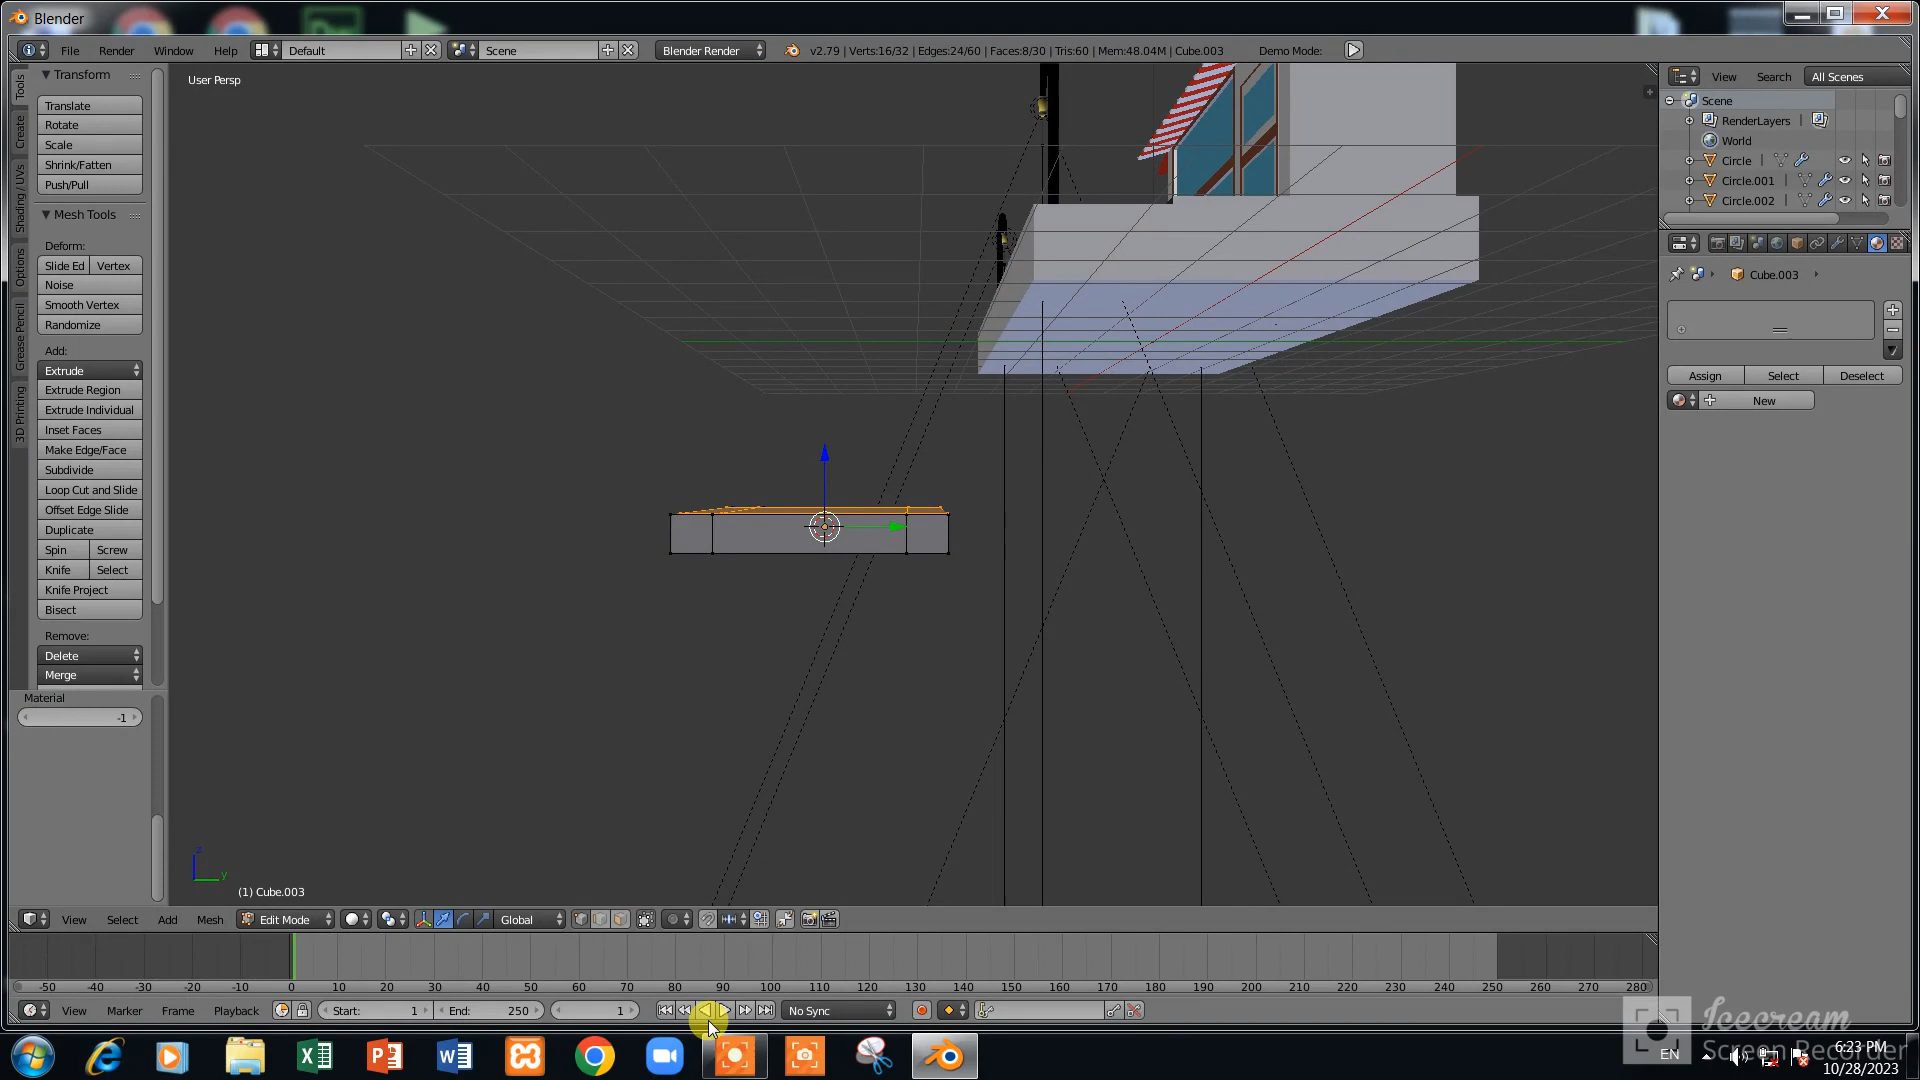 Blender
File Render Window Help Default Scene Blender Render v2.79 | Verts:16/32 | Edges:24/60 | Faces:8/30 | Tris:60 | Mem:48.04M | Cube.003 Demo Mode:
Transform
Translate
Rotate
Scale
Shrink/Fatten
Push/Pull
Mesh Tools
Deform:
Slide Ed Vertex
Noise
Smooth Vertex
Randomize
Add:
Extrude
Extrude Region
Extrude Individual
Inset Faces
Make Edge/Face
Subdivide
Loop Cut and Slide
Offset Edge Slide
Duplicate
Spin Screw
Knife Select
Knife Project
Bisect
Remove:
Delete
Merge
Material
-1
Tools
Create
Shading / UVs
Options
Grease Pencil
3D Printing
User Persp
z
y
(1) Cube.003
View Search All Scenes
Scene
RenderLayers |
World
Circle
Circle.001
Circle.002
Cube.003
Assign Select Deselect
New
View Select Add Mesh Edit Mode Global
-50 -40 -30 -20 -10 0 10 20 30 40 50 60 70 80 90 100 110 120 130 140 150 160 170 180 190 200 210 220 230 240 250 260 270 280
View Marker Frame Playback Start: 1 End: 250 1 No Sync
Icecream
Screen Recorder
EN
6:23 PM
10/28/2023